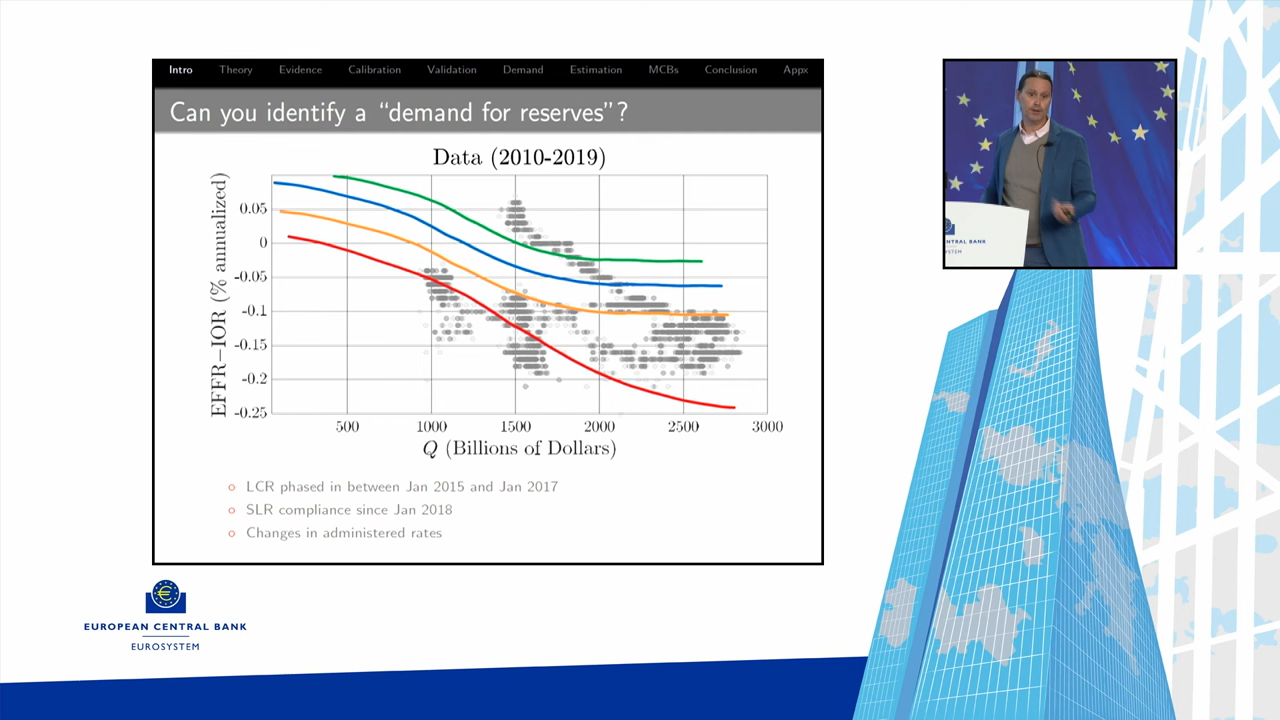 Intro Theory Evidence Calibration Validation Demand Estimation MCBs Conclusion Appx
Can you identify a “demand for reserves”?
Data (2010-2019)
EFFR−IOR (% annualized)
0.05
0
-0.05
-0.1
-0.15
-0.2
-0.25
500 1000 1500 2000 2500 3000
Q (Billions of Dollars)
LCR phased in between Jan 2015 and Jan 2017
SLR compliance since Jan 2018
Changes in administered rates
CENTRAL BANK
EUROPEAN CENTRAL BANK
EUROSYSTEM